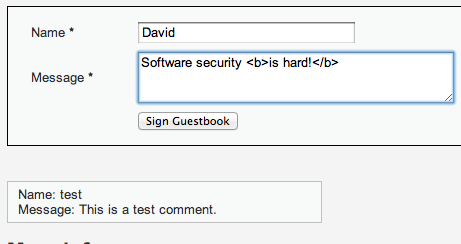 Name *
David
Message *
Software security <b>is hard!</b>
Sign Guestbook
Name: test
Message: This is a test comment.